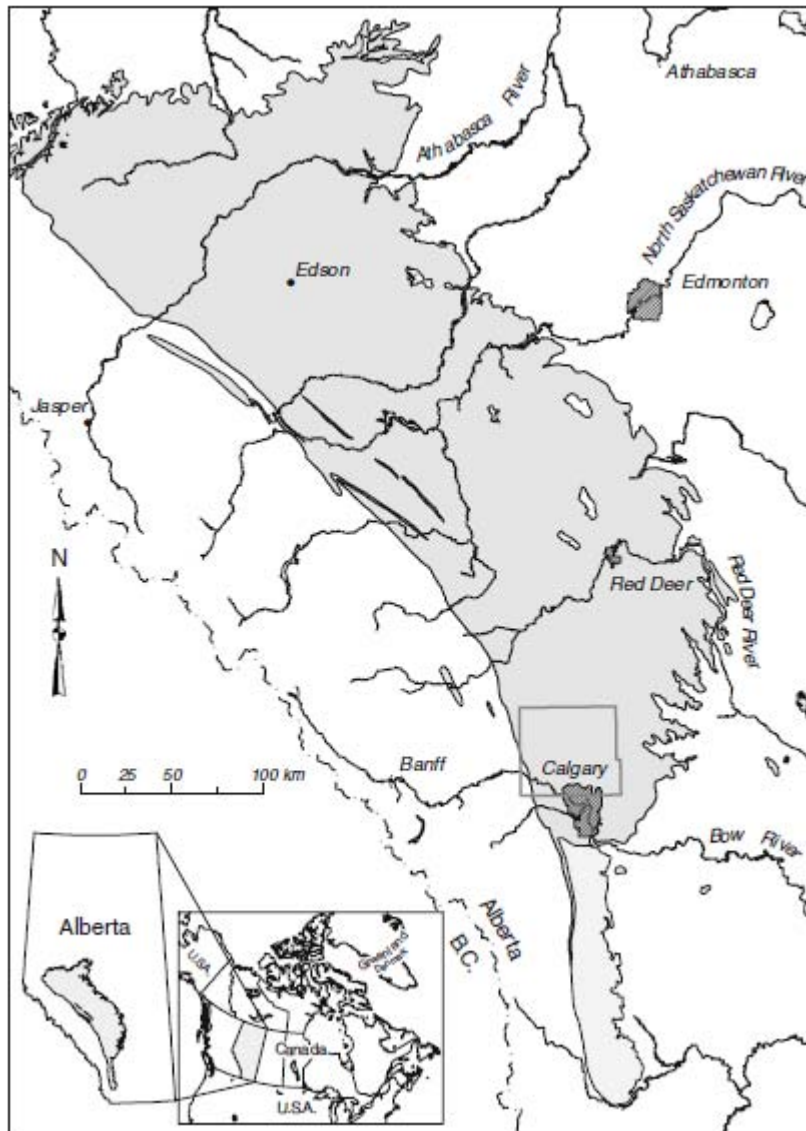 Athabasca
Athabasca River
North Saskatchewan River
Edson
Edmonton
Jasper
N
Red Deer
Red Deer River
Banff
Calgary
0 25 50 100 km
Bow River
Alberta
B.C.
Alberta
U.S.A.
Greenland
Canada
U.S.A.